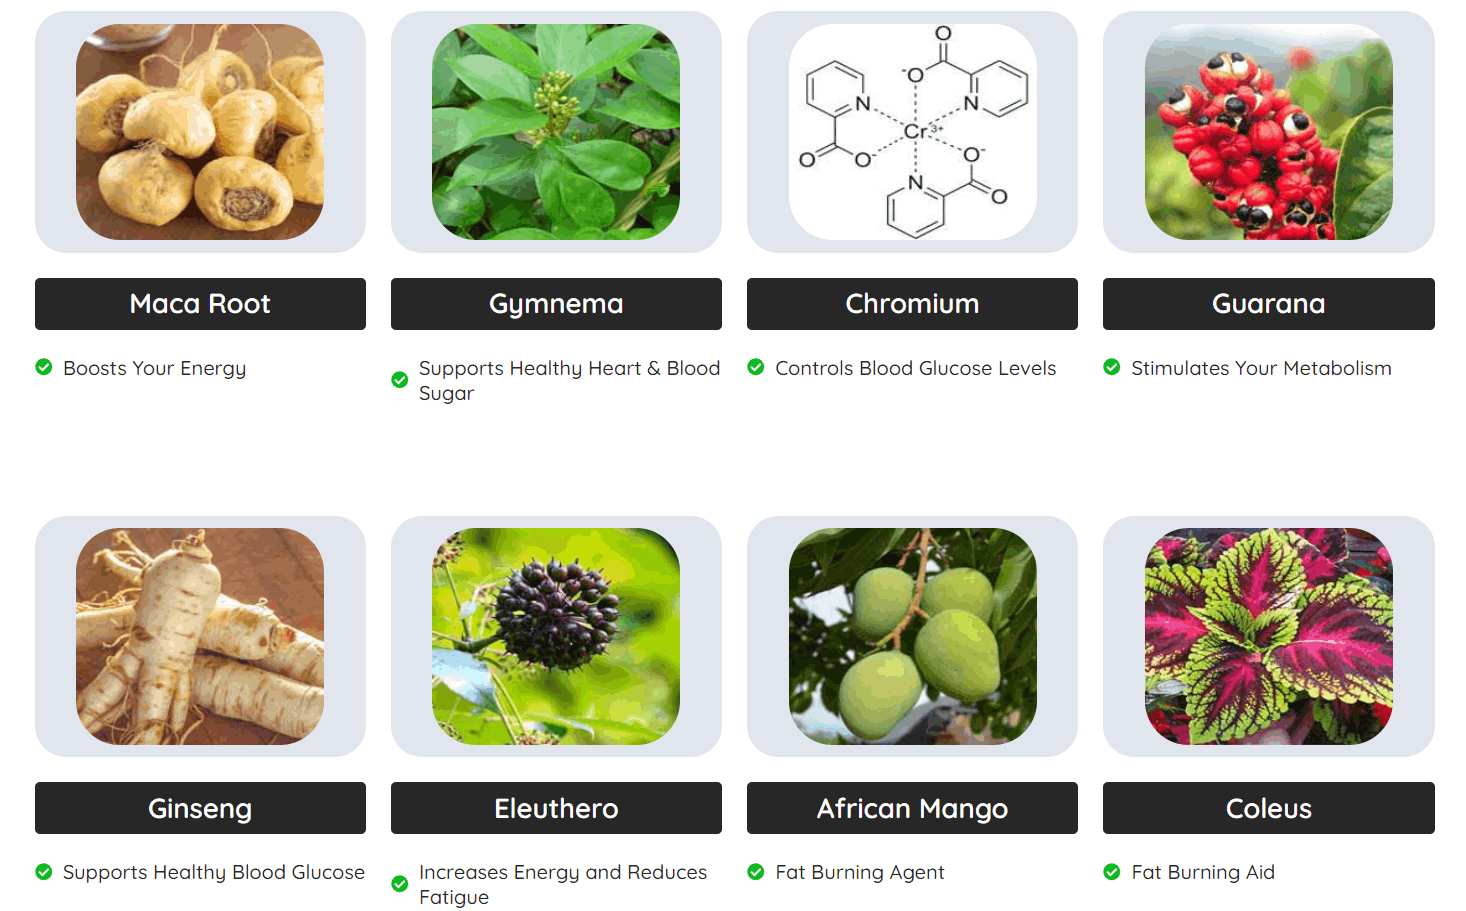 N
O
O-
O
O-
N
Cr3+
O-
O
N
Maca Root
Gymnema
Chromium
Guarana
Boosts Your Energy
Supports Healthy Heart & Blood
Sugar
Controls Blood Glucose Levels
Stimulates Your Metabolism
Ginseng
Eleuthero
African Mango
Coleus
Supports Healthy Blood Glucose
Increases Energy and Reduces
Fatigue
Fat Burning Agent
Fat Burning Aid